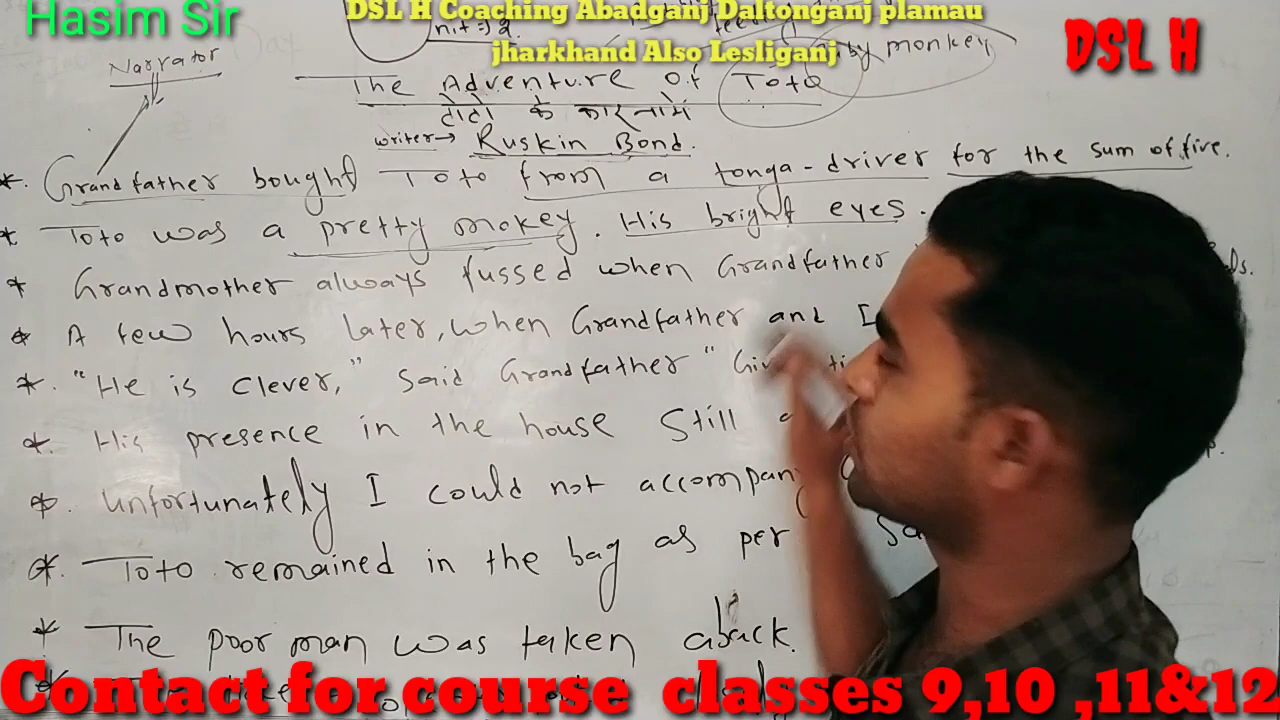 Hasim Sir
DSL H Coaching Abadganj Daltonganj plamau
jharkhand Also Lesliganj
DSL H
Narrator
by monkey
The Adventure of Toto
टोटो के कारनामें
writer→ Ruskin Bond.
*. Grandfather bought Toto from a tonga-driver for the sum of five.
* Toto was a pretty mokey. His bright eyes.
* Grandmother always fussed when Grandfather
* A few hours later, when Grandfather and I
*. "He is clever," said Grandfather "Giv
*. His presence in the house still
*. Unfortunately I could not accompany
*. Toto remained in the bag as per
* The poor man was taken aback.
Contact for course classes 9,10 ,11&12